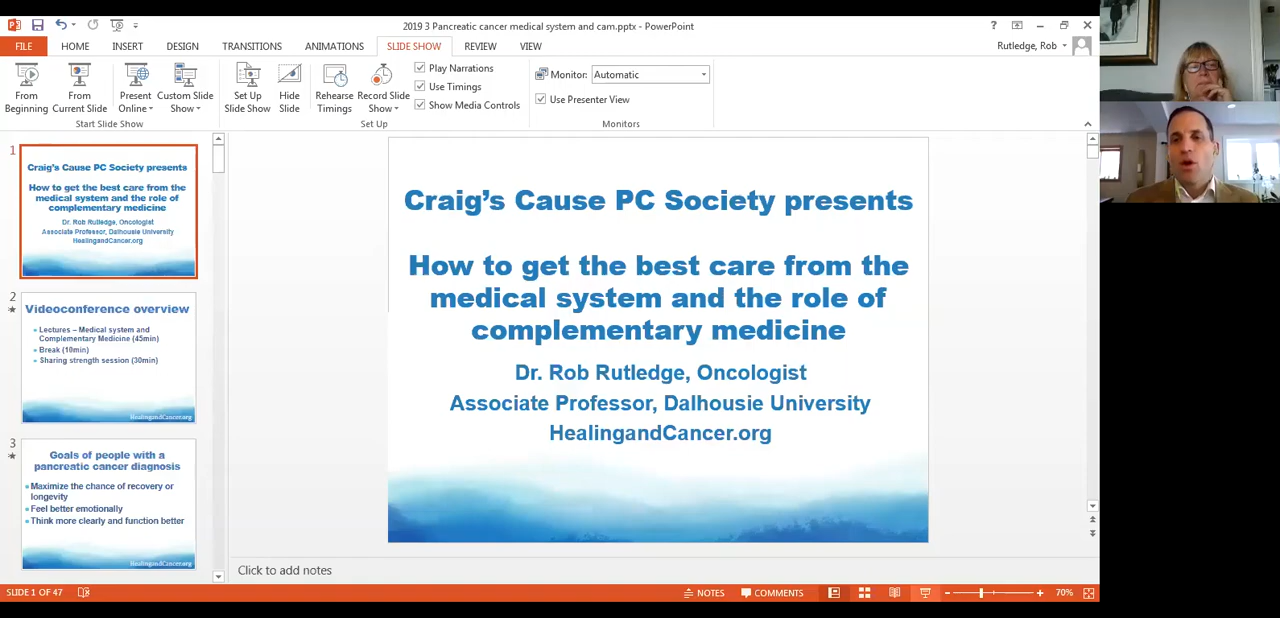 2019 3 Pancreatic cancer medical system and cam.pptx - PowerPoint
?
FILE HOME INSERT DESIGN TRANSITIONS ANIMATIONS SLIDE SHOW REVIEW VIEW
Rutledge, Rob
From Beginning
From Current Slide
Present Online
Custom Slide Show
Start Slide Show
Set Up Slide Show
Hide Slide
Rehearse Timings
Record Slide Show
Play Narrations
Use Timings
Show Media Controls
Set Up
Monitor: Automatic
Use Presenter View
Monitors
1
Craig's Cause PC Society presents
How to get the best care from the
medical system and the role of
complementary medicine
Dr. Rob Rutledge, Oncologist
Associate Professor, Dalhousie University
HealingandCancer.org
2
Videoconference overview
Lectures – Medical system and
Complementary Medicine (45min)
Break (10min)
Sharing strength session (30min)
HealingandCancer.org
3
Goals of people with a
pancreatic cancer diagnosis
Maximize the chance of recovery or
longevity
Feel better emotionally
Think more clearly and function better
HealingandCancer.org
Craig's Cause PC Society presents
How to get the best care from the
medical system and the role of
complementary medicine
Dr. Rob Rutledge, Oncologist
Associate Professor, Dalhousie University
HealingandCancer.org
Click to add notes
SLIDE 1 OF 47
NOTES COMMENTS 70%